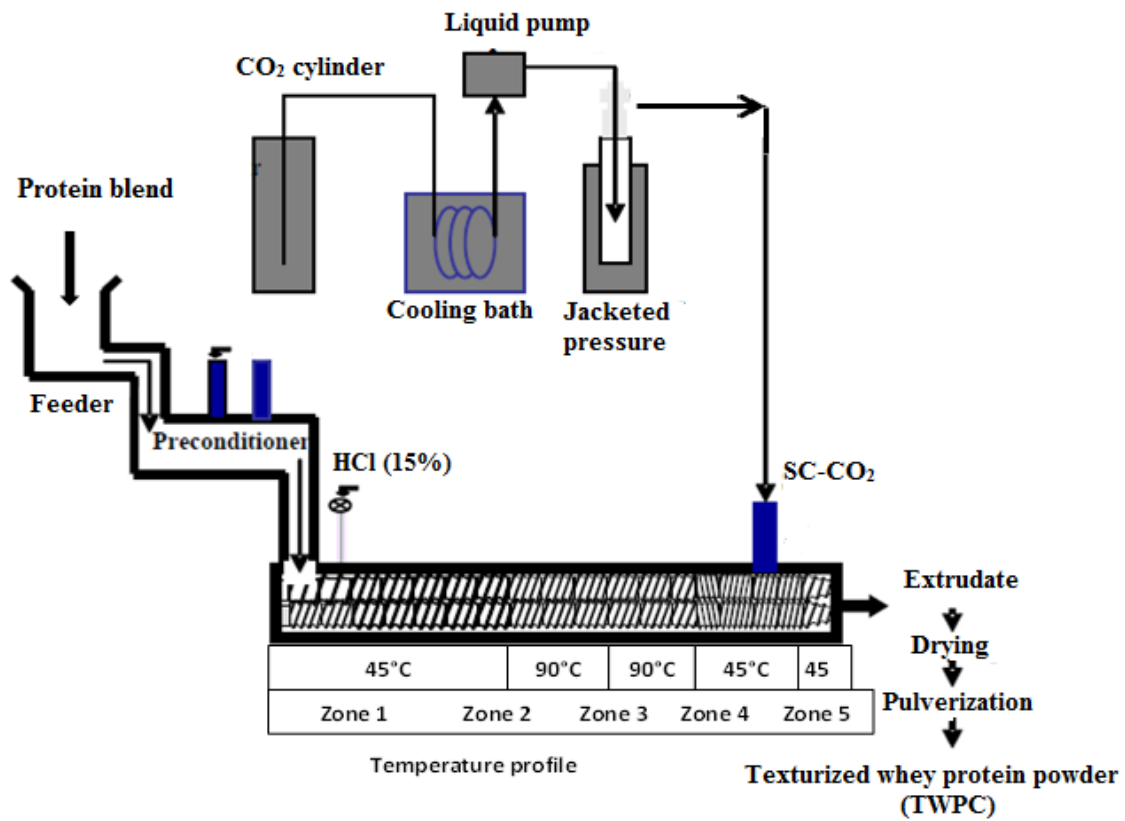 Liquid pump
CO₂ cylinder
r
Protein blend
Cooling bath
Jacketed
pressure
Feeder
Preconditioner
HCl (15%)
SC-CO₂
Extrudate
Drying
Pulverization
Texturized whey protein powder
(TWPC)
45°C 90°C 90°C 45°C 45
Zone 1 Zone 2 Zone 3 Zone 4 Zone 5
Temperature profile